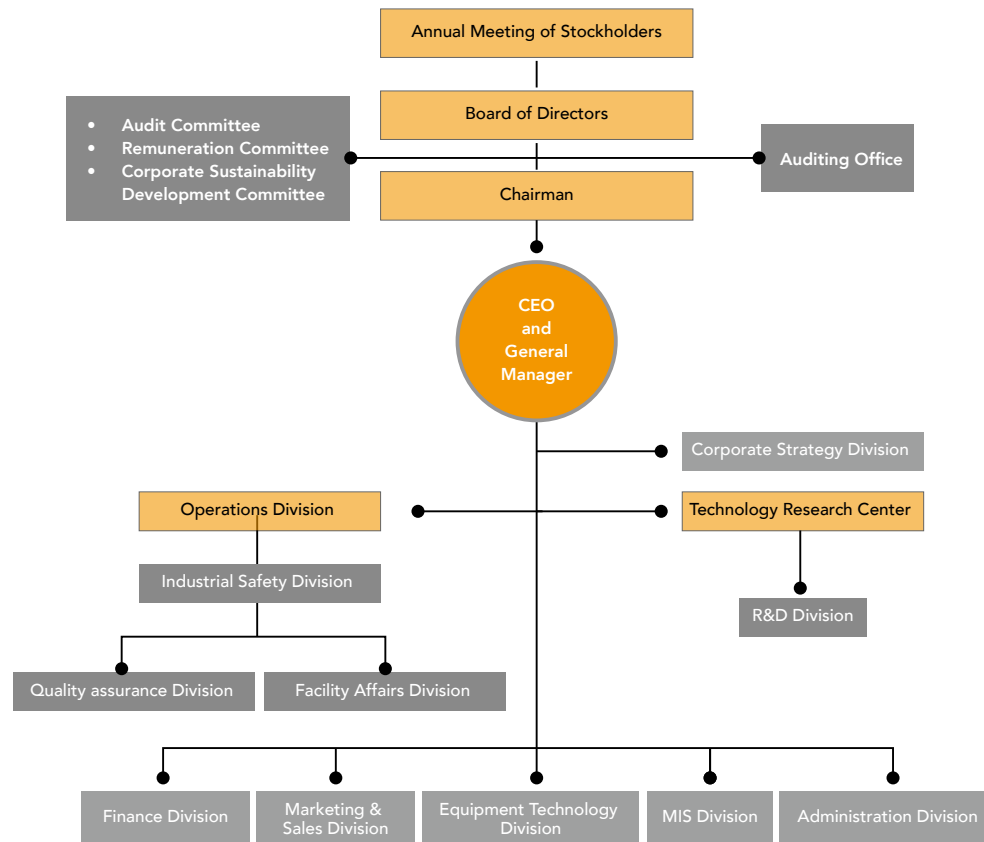 Annual Meeting of Stockholders
Board of Directors
• Audit Committee
• Remuneration Committee
• Corporate Sustainability
Development Committee
Auditing Office
Chairman
CEO
and
General
Manager
Corporate Strategy Division
Operations Division
Technology Research Center
Industrial Safety Division
R&D Division
Quality assurance Division
Facility Affairs Division
Finance Division
Marketing &
Sales Division
Equipment Technology
Division
MIS Division
Administration Division